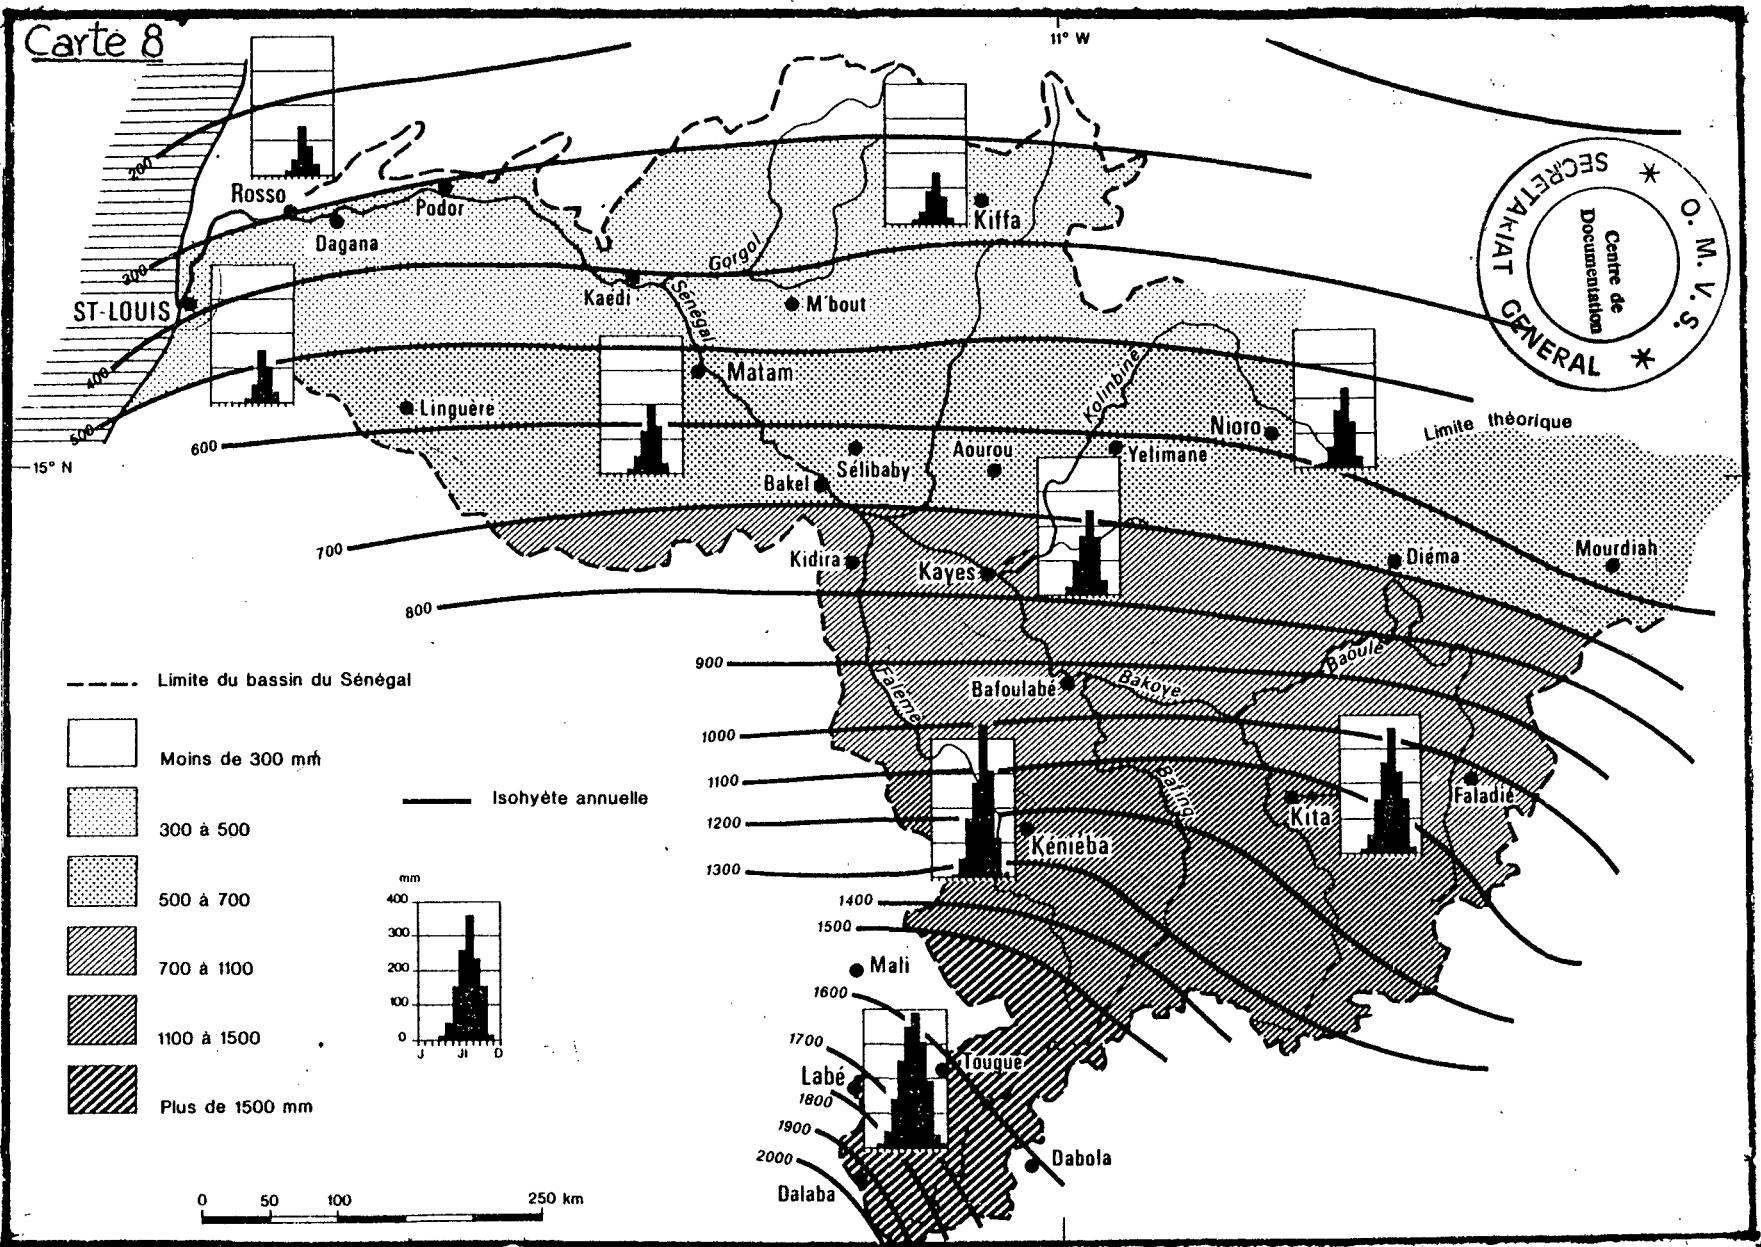 Carte 8
11° W
200
Rosso
Podor
Dagana
Kiffa
300
Gorgol
ST-LOUIS
Kaedi
Sénégal
M'bout
SECRETARIAT GENERAL
* O. M. V. S. *
Centre de
Documentation
400
Matam
Kolinbiné
Linguère
500
600
Nioro
Limite théorique
15° N
Sélibaby
Aourou
Yelimane
Bakel
700
Kidira
Kayes
Diéma
Mourdiah
800
900
Baoulé
Falémé
Bafoulabé
Bakoye
Limite du bassin du Sénégal
1000
Moins de 300 mm
1100
Bafing
Isohyète annuelle
Kita
Faladié
300 à 500
1200
Kéniéba
1300
500 à 700
mm
400
300
200
100
0
J
Jl
D
1400
1500
700 à 1100
Mali
1600
1100 à 1500
1700
Tougué
Labé
1800
Plus de 1500 mm
1900
2000
Dabola
Dalaba
0 50 100 250 km